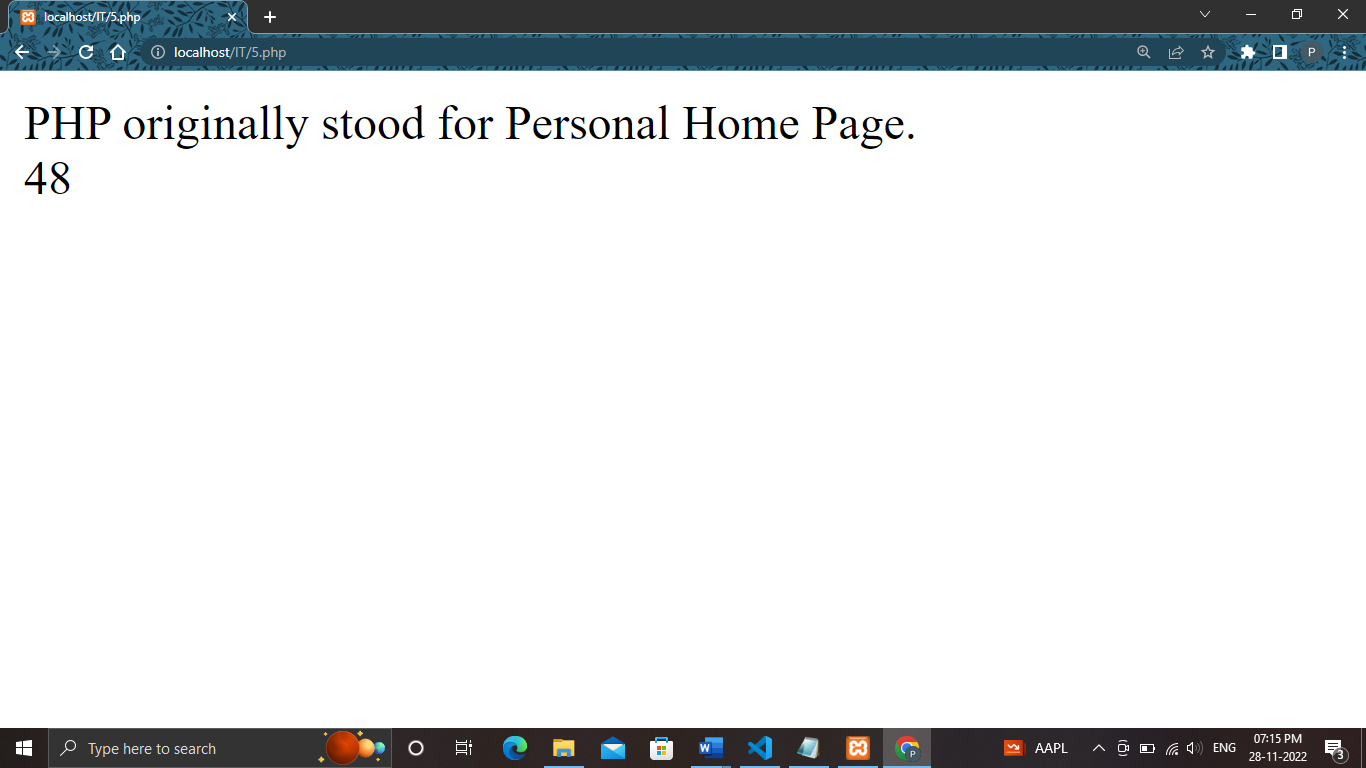 localhost/IT/5.php
localhost/IT/5.php
P
PHP originally stood for Personal Home Page.
48
Type here to search
P
AAPL
ENG
07:15 PM
28-11-2022
3